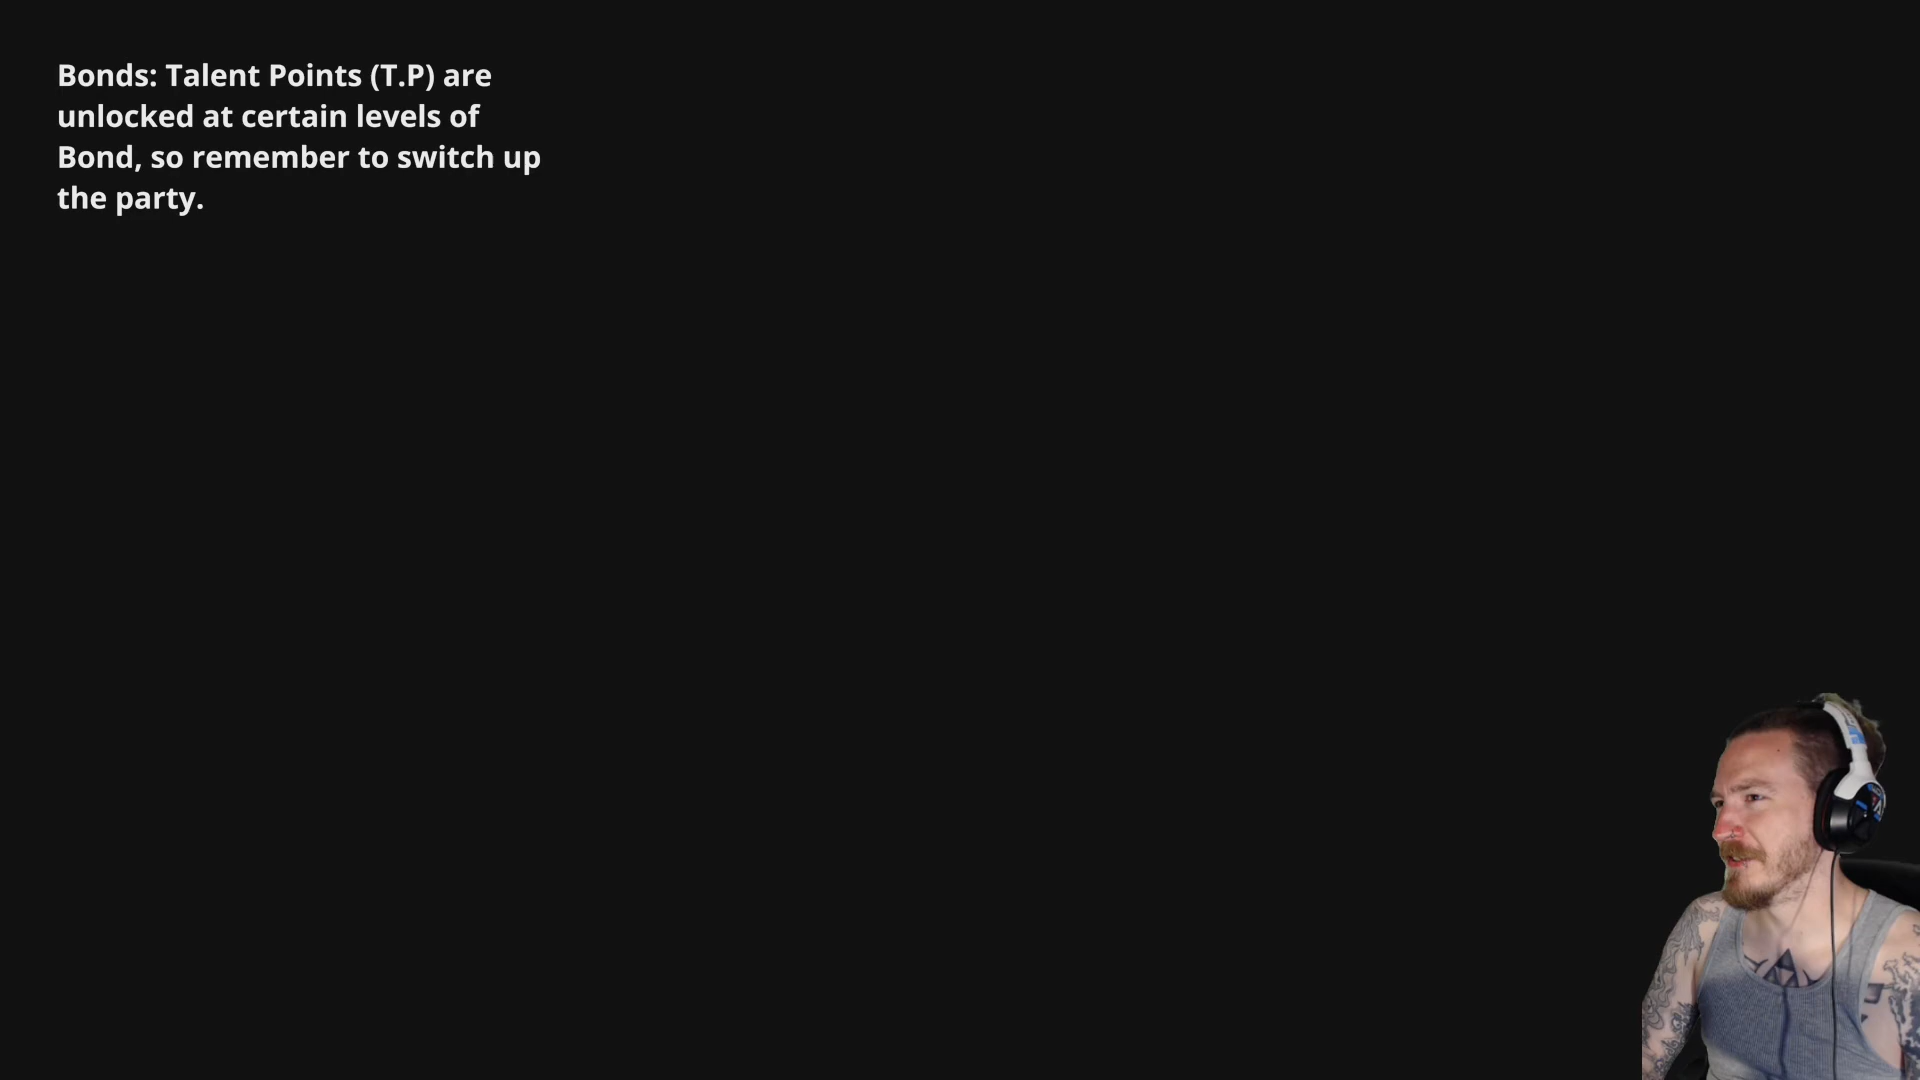 Bonds: Talent Points (T.P) are
unlocked at certain levels of
Bond, so remember to switch up
the party.